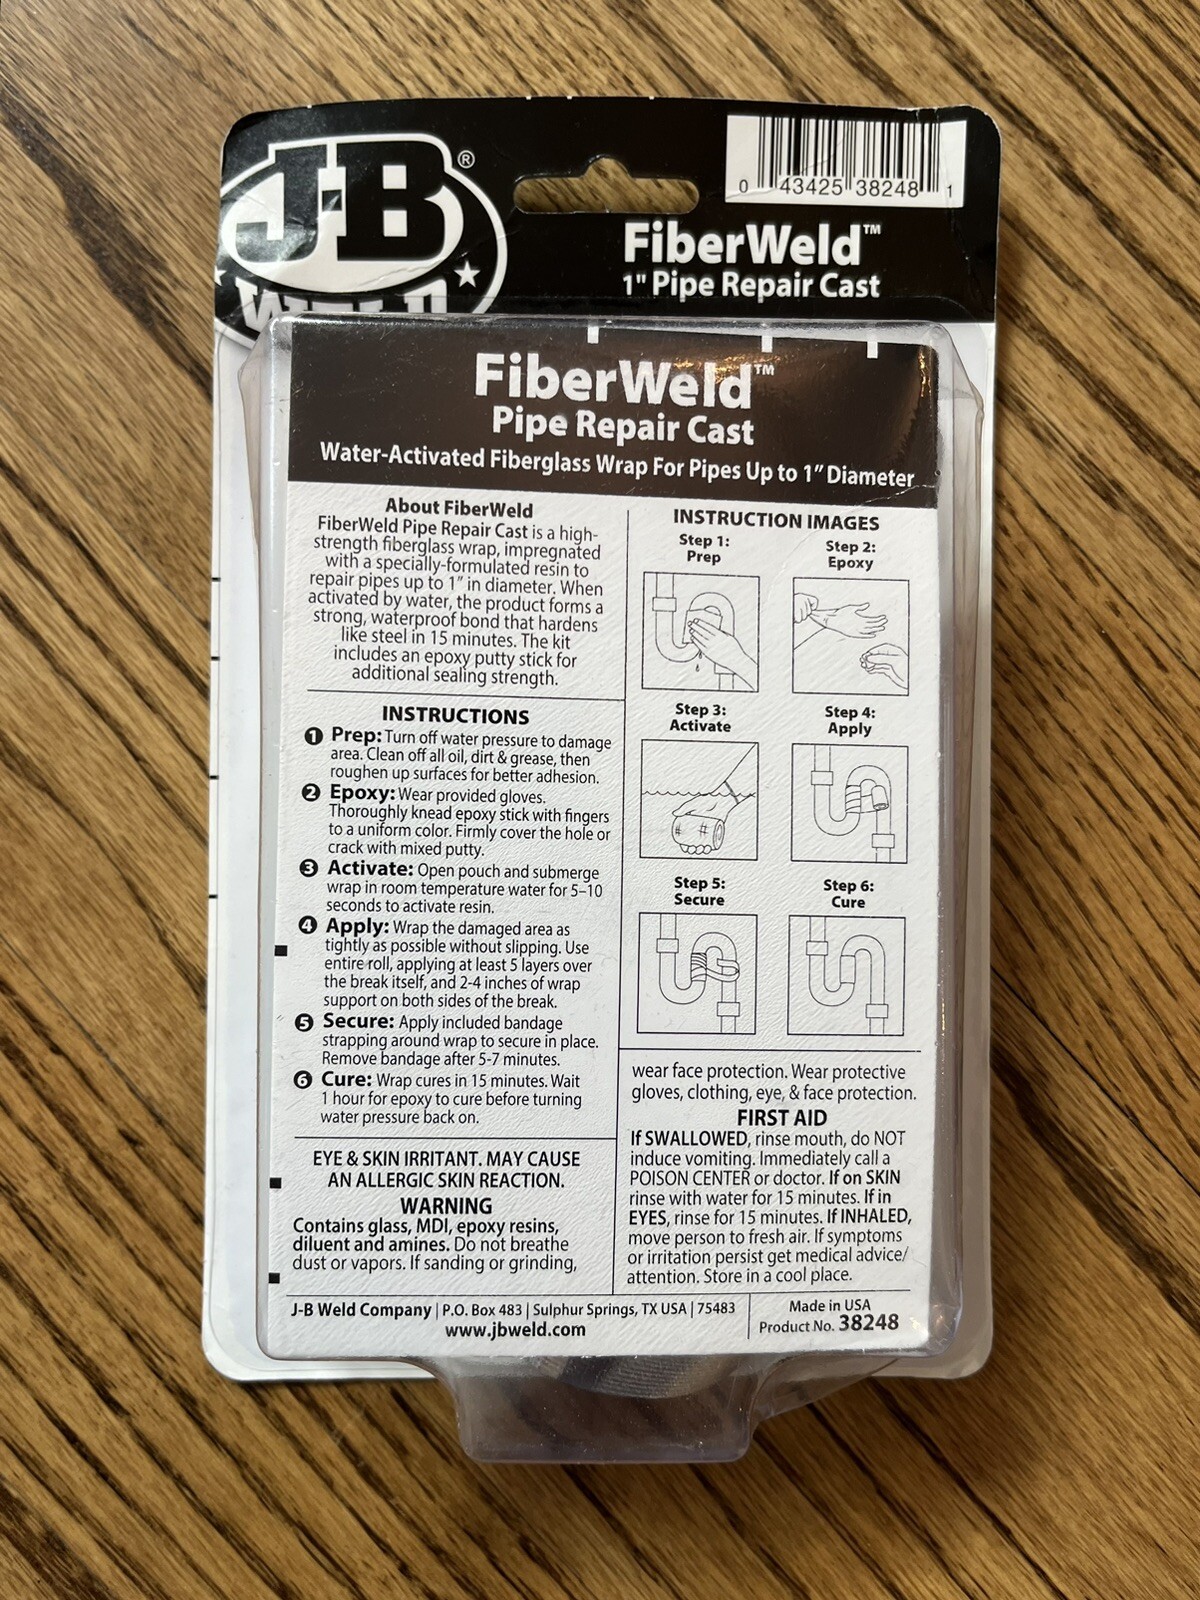 J-B®
WELD
0 43425 38248 1
FiberWeld™
1" Pipe Repair Cast
FiberWeld™
Pipe Repair Cast
Water-Activated Fiberglass Wrap For Pipes Up to 1" Diameter
About FiberWeld
FiberWeld Pipe Repair Cast is a high-
strength fiberglass wrap, impregnated
with a specially-formulated resin to
repair pipes up to 1" in diameter. When
activated by water, the product forms a
strong, waterproof bond that hardens
like steel in 15 minutes. The kit
includes an epoxy putty stick for
additional sealing strength.
INSTRUCTIONS
1 Prep: Turn off water pressure to damage
area. Clean off all oil, dirt & grease, then
roughen up surfaces for better adhesion.
2 Epoxy: Wear provided gloves.
Thoroughly knead epoxy stick with fingers
to a uniform color. Firmly cover the hole or
crack with mixed putty.
3 Activate: Open pouch and submerge
wrap in room temperature water for 5–10
seconds to activate resin.
4 Apply: Wrap the damaged area as
tightly as possible without slipping. Use
entire roll, applying at least 5 layers over
the break itself, and 2-4 inches of wrap
support on both sides of the break.
5 Secure: Apply included bandage
strapping around wrap to secure in place.
Remove bandage after 5-7 minutes.
6 Cure: Wrap cures in 15 minutes. Wait
1 hour for epoxy to cure before turning
water pressure back on.
EYE & SKIN IRRITANT. MAY CAUSE
AN ALLERGIC SKIN REACTION.
WARNING
Contains glass, MDI, epoxy resins,
diluent and amines. Do not breathe
dust or vapors. If sanding or grinding,
INSTRUCTION IMAGES
Step 1:
Prep
Step 2:
Epoxy
Step 3:
Activate
Step 4:
Apply
Step 5:
Secure
Step 6:
Cure
wear face protection. Wear protective
gloves, clothing, eye, & face protection.
FIRST AID
If SWALLOWED, rinse mouth, do NOT
induce vomiting. Immediately call a
POISON CENTER or doctor. If on SKIN
rinse with water for 15 minutes. If in
EYES, rinse for 15 minutes. If INHALED,
move person to fresh air. If symptoms
or irritation persist get medical advice/
attention. Store in a cool place.
J-B Weld Company | P.O. Box 483 | Sulphur Springs, TX USA | 75483
www.jbweld.com
Made in USA
Product No. 38248